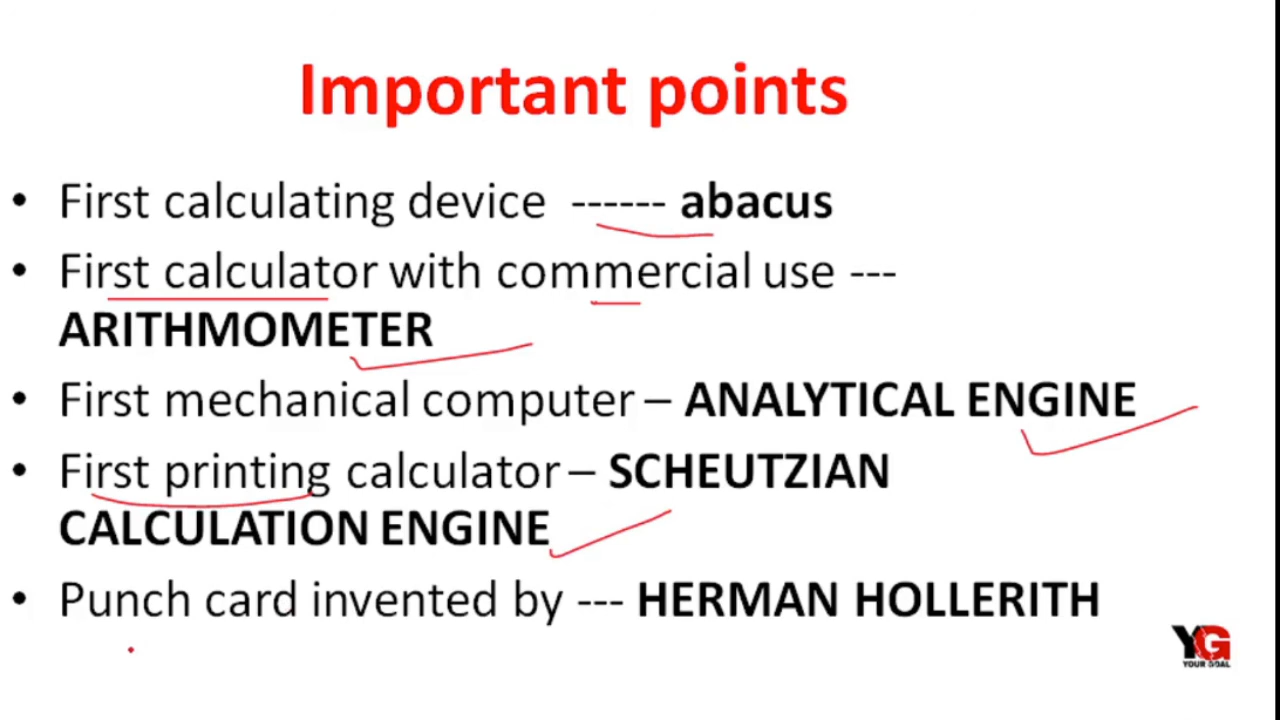 Important points
• First calculating device ------ abacus
• First calculator with commercial use ---
ARITHMOMETER
• First mechanical computer – ANALYTICAL ENGINE
• First printing calculator – SCHEUTZIAN
CALCULATION ENGINE
• Punch card invented by --- HERMAN HOLLERITH
YG
YOUR GOAL